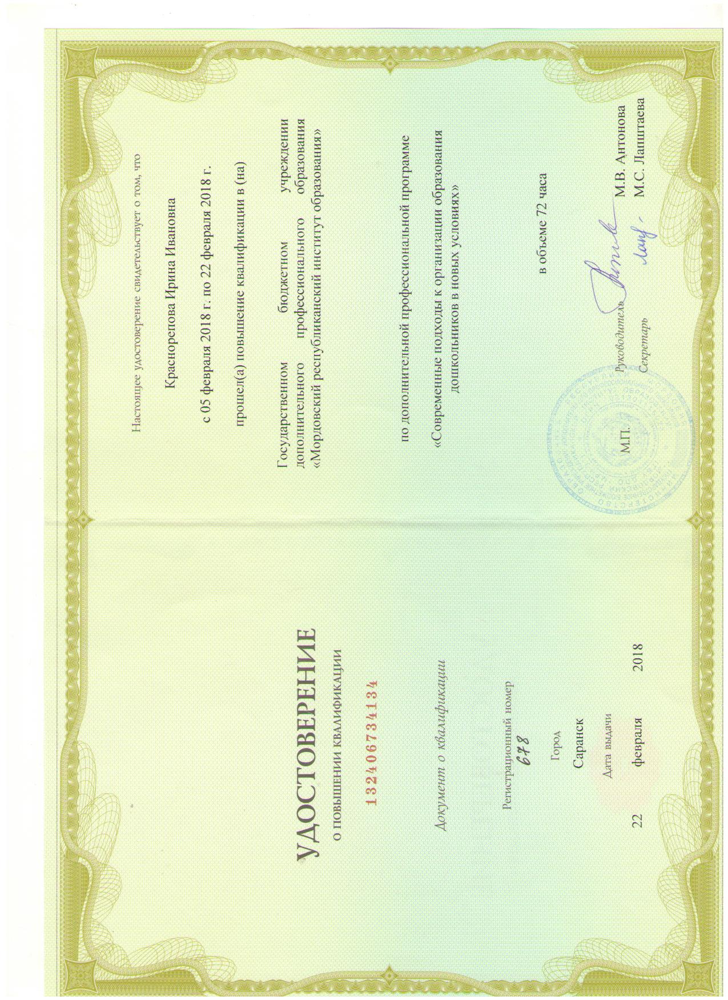 УДОСТОВЕРЕНИЕ
О ПОВЫШЕНИИ КВАЛИФИКАЦИИ
132406734134
Документ о квалификации
Регистрационный номер
678
Город
Саранск
Дата выдачи
22 февраля 2018
Настоящее удостоверение свидетельствует о том, что
Краснорепова Ирина Ивановна
с 05 февраля 2018 г. по 22 февраля 2018 г.
прошел(а) повышение квалификации в (на)
Государственном бюджетном учреждении
дополнительного профессионального образования
«Мордовский республиканский институт образования»
по дополнительной профессиональной программе
«Современные подходы к организации образования
дошкольников в новых условиях»
в объеме 72 часа
Руководитель М.В. Антонова
М.П.
Секретарь М.С. Лапштаева